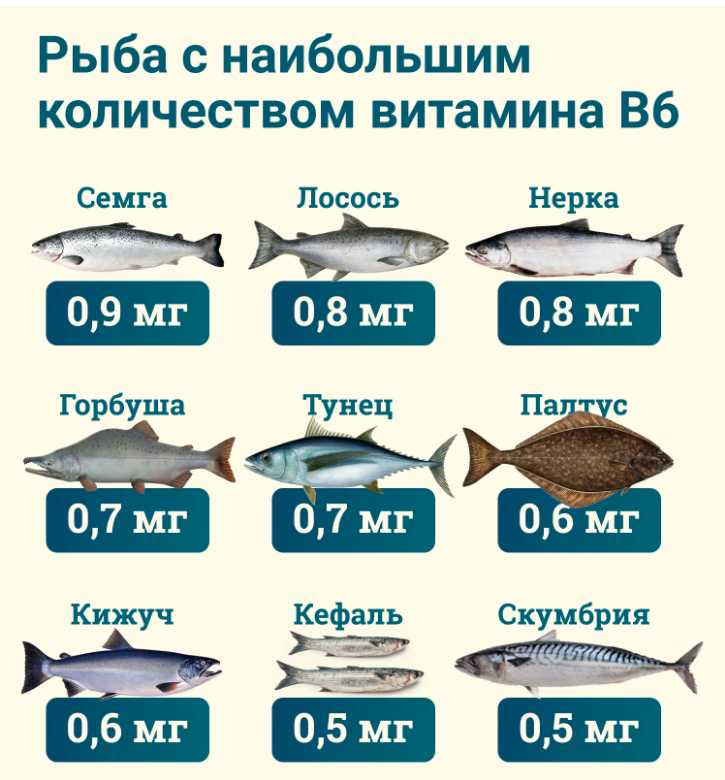 Рыба с наибольшим
количеством витамина В6
Семга
Лосось
Нерка
0,9 мг
0,8 мг
0,8 мг
Горбуша
Тунец
Палтус
0,7 мг
0,7 мг
0,6 мг
Кижуч
Кефаль
Скумбрия
0,6 мг
0,5 мг
0,5 мг